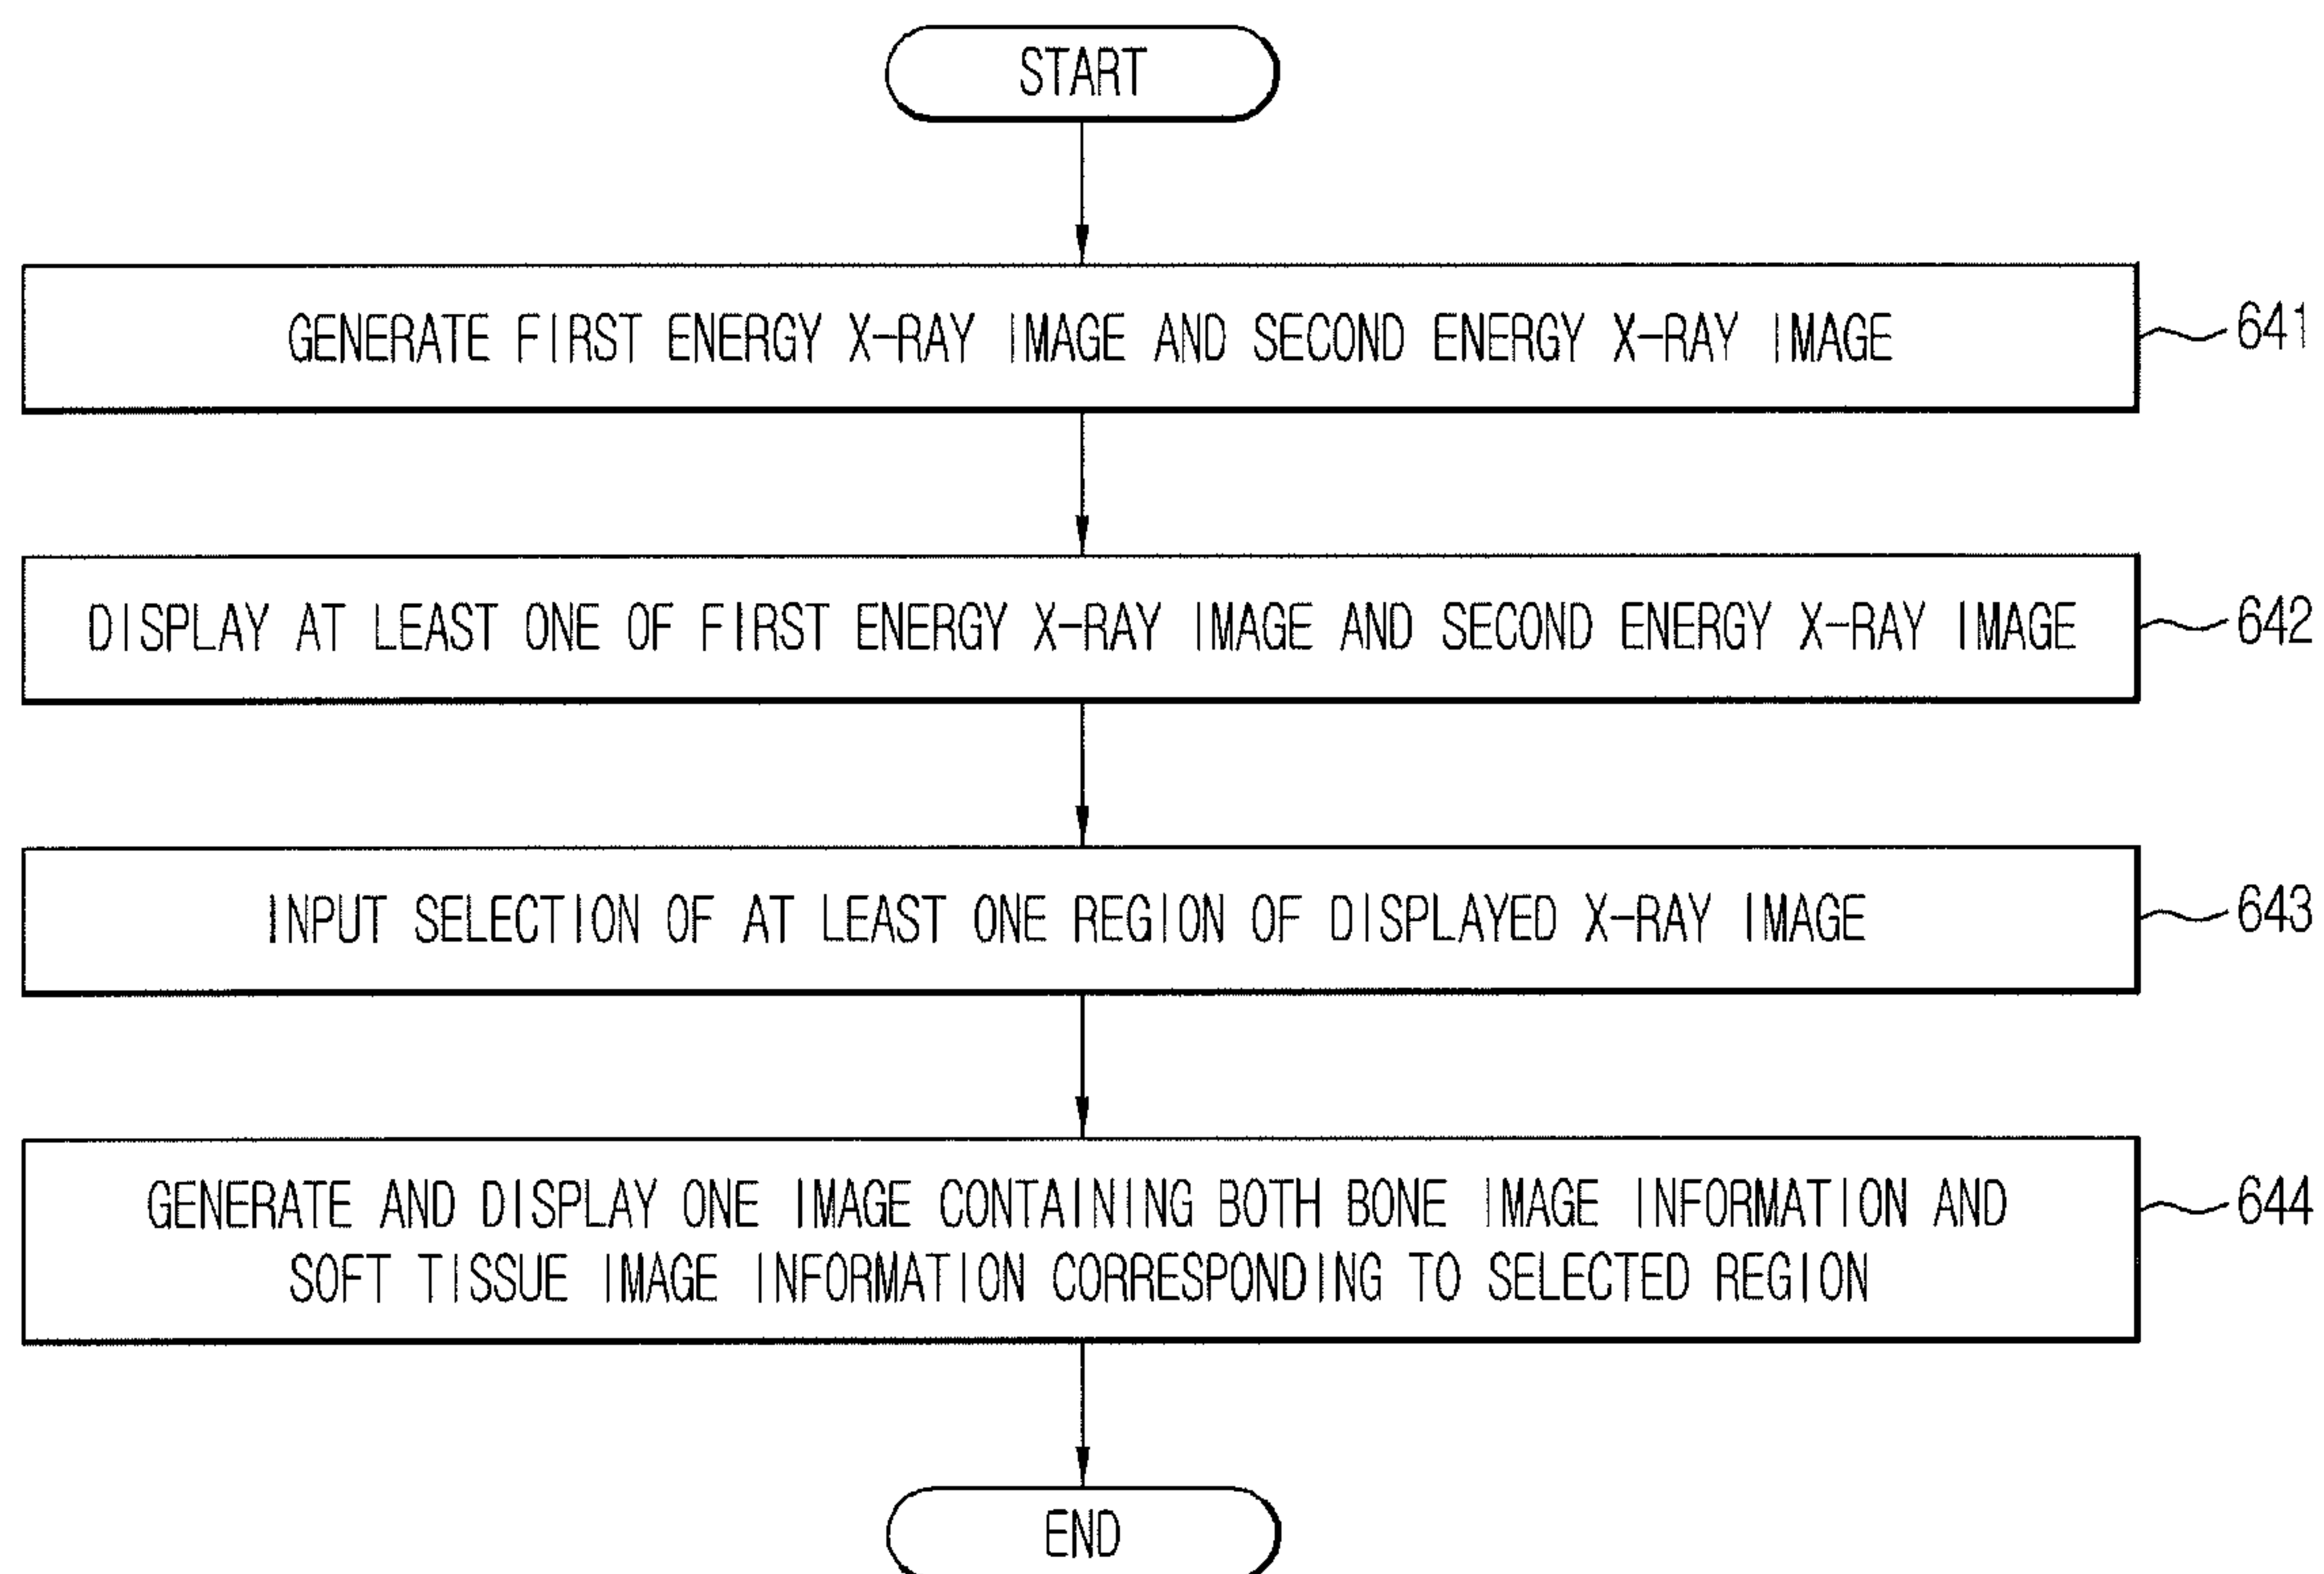 START
GENERATE FIRST ENERGY X-RAY IMAGE AND SECOND ENERGY X-RAY IMAGE
641
DISPLAY AT LEAST ONE OF FIRST ENERGY X-RAY IMAGE AND SECOND ENERGY X-RAY IMAGE
642
INPUT SELECTION OF AT LEAST ONE REGION OF DISPLAYED X-RAY IMAGE
643
GENERATE AND DISPLAY ONE IMAGE CONTAINING BOTH BONE IMAGE INFORMATION AND
SOFT TISSUE IMAGE INFORMATION CORRESPONDING TO SELECTED REGION
644
END